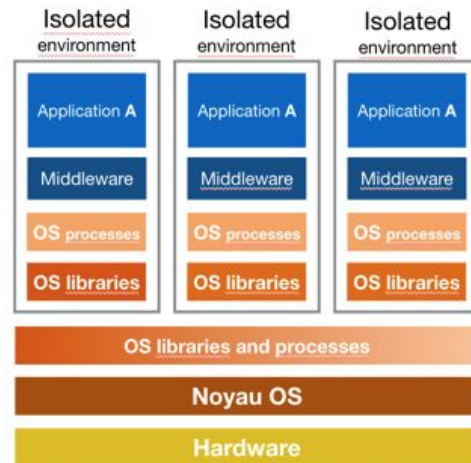 Isolated
environment
Isolated
environment
Isolated
environment
Application A
Application A
Application A
Middleware
Middleware
Middleware
OS processes
OS processes
OS processes
OS libraries
OS libraries
OS libraries
OS libraries and processes
Noyau OS
Hardware